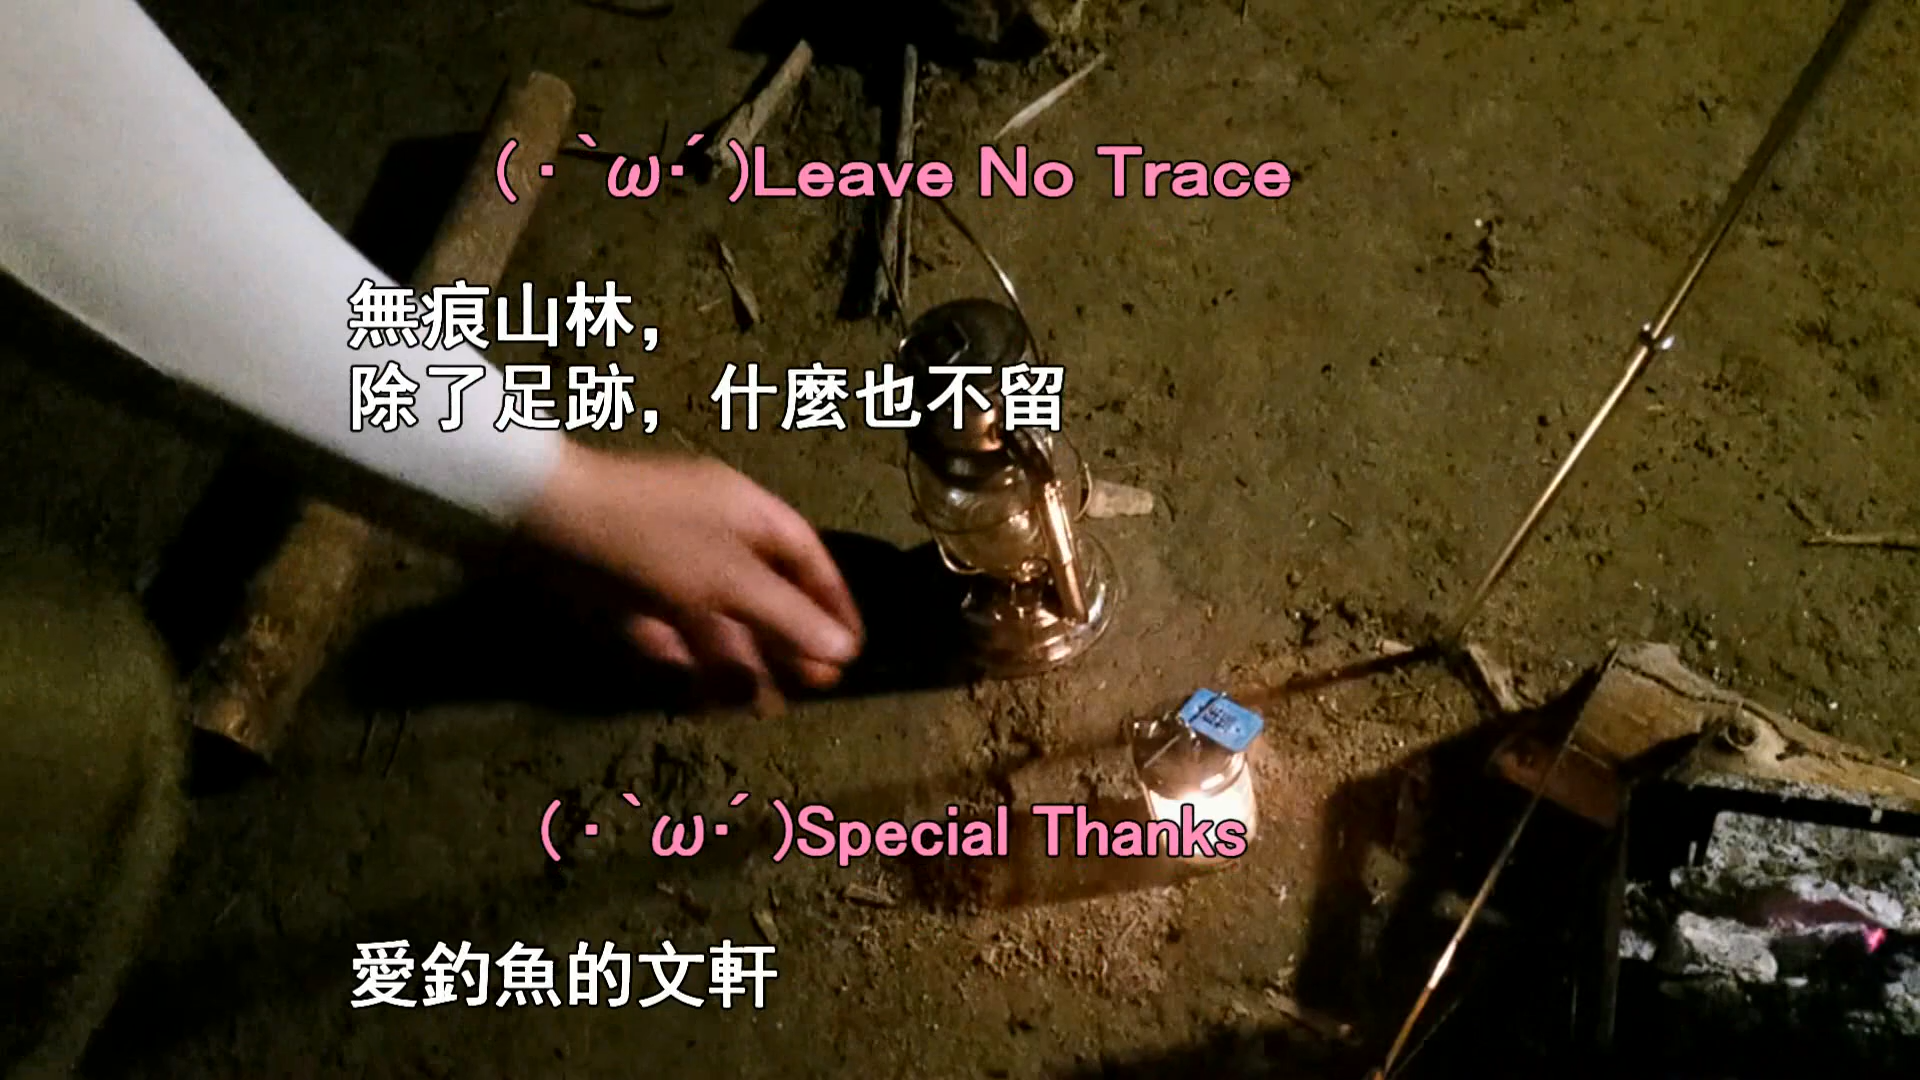 (・`ω・´)Leave No Trace
無痕山林，
除了足跡，什麼也不留
(・`ω・´)Special Thanks
愛釣魚的文軒